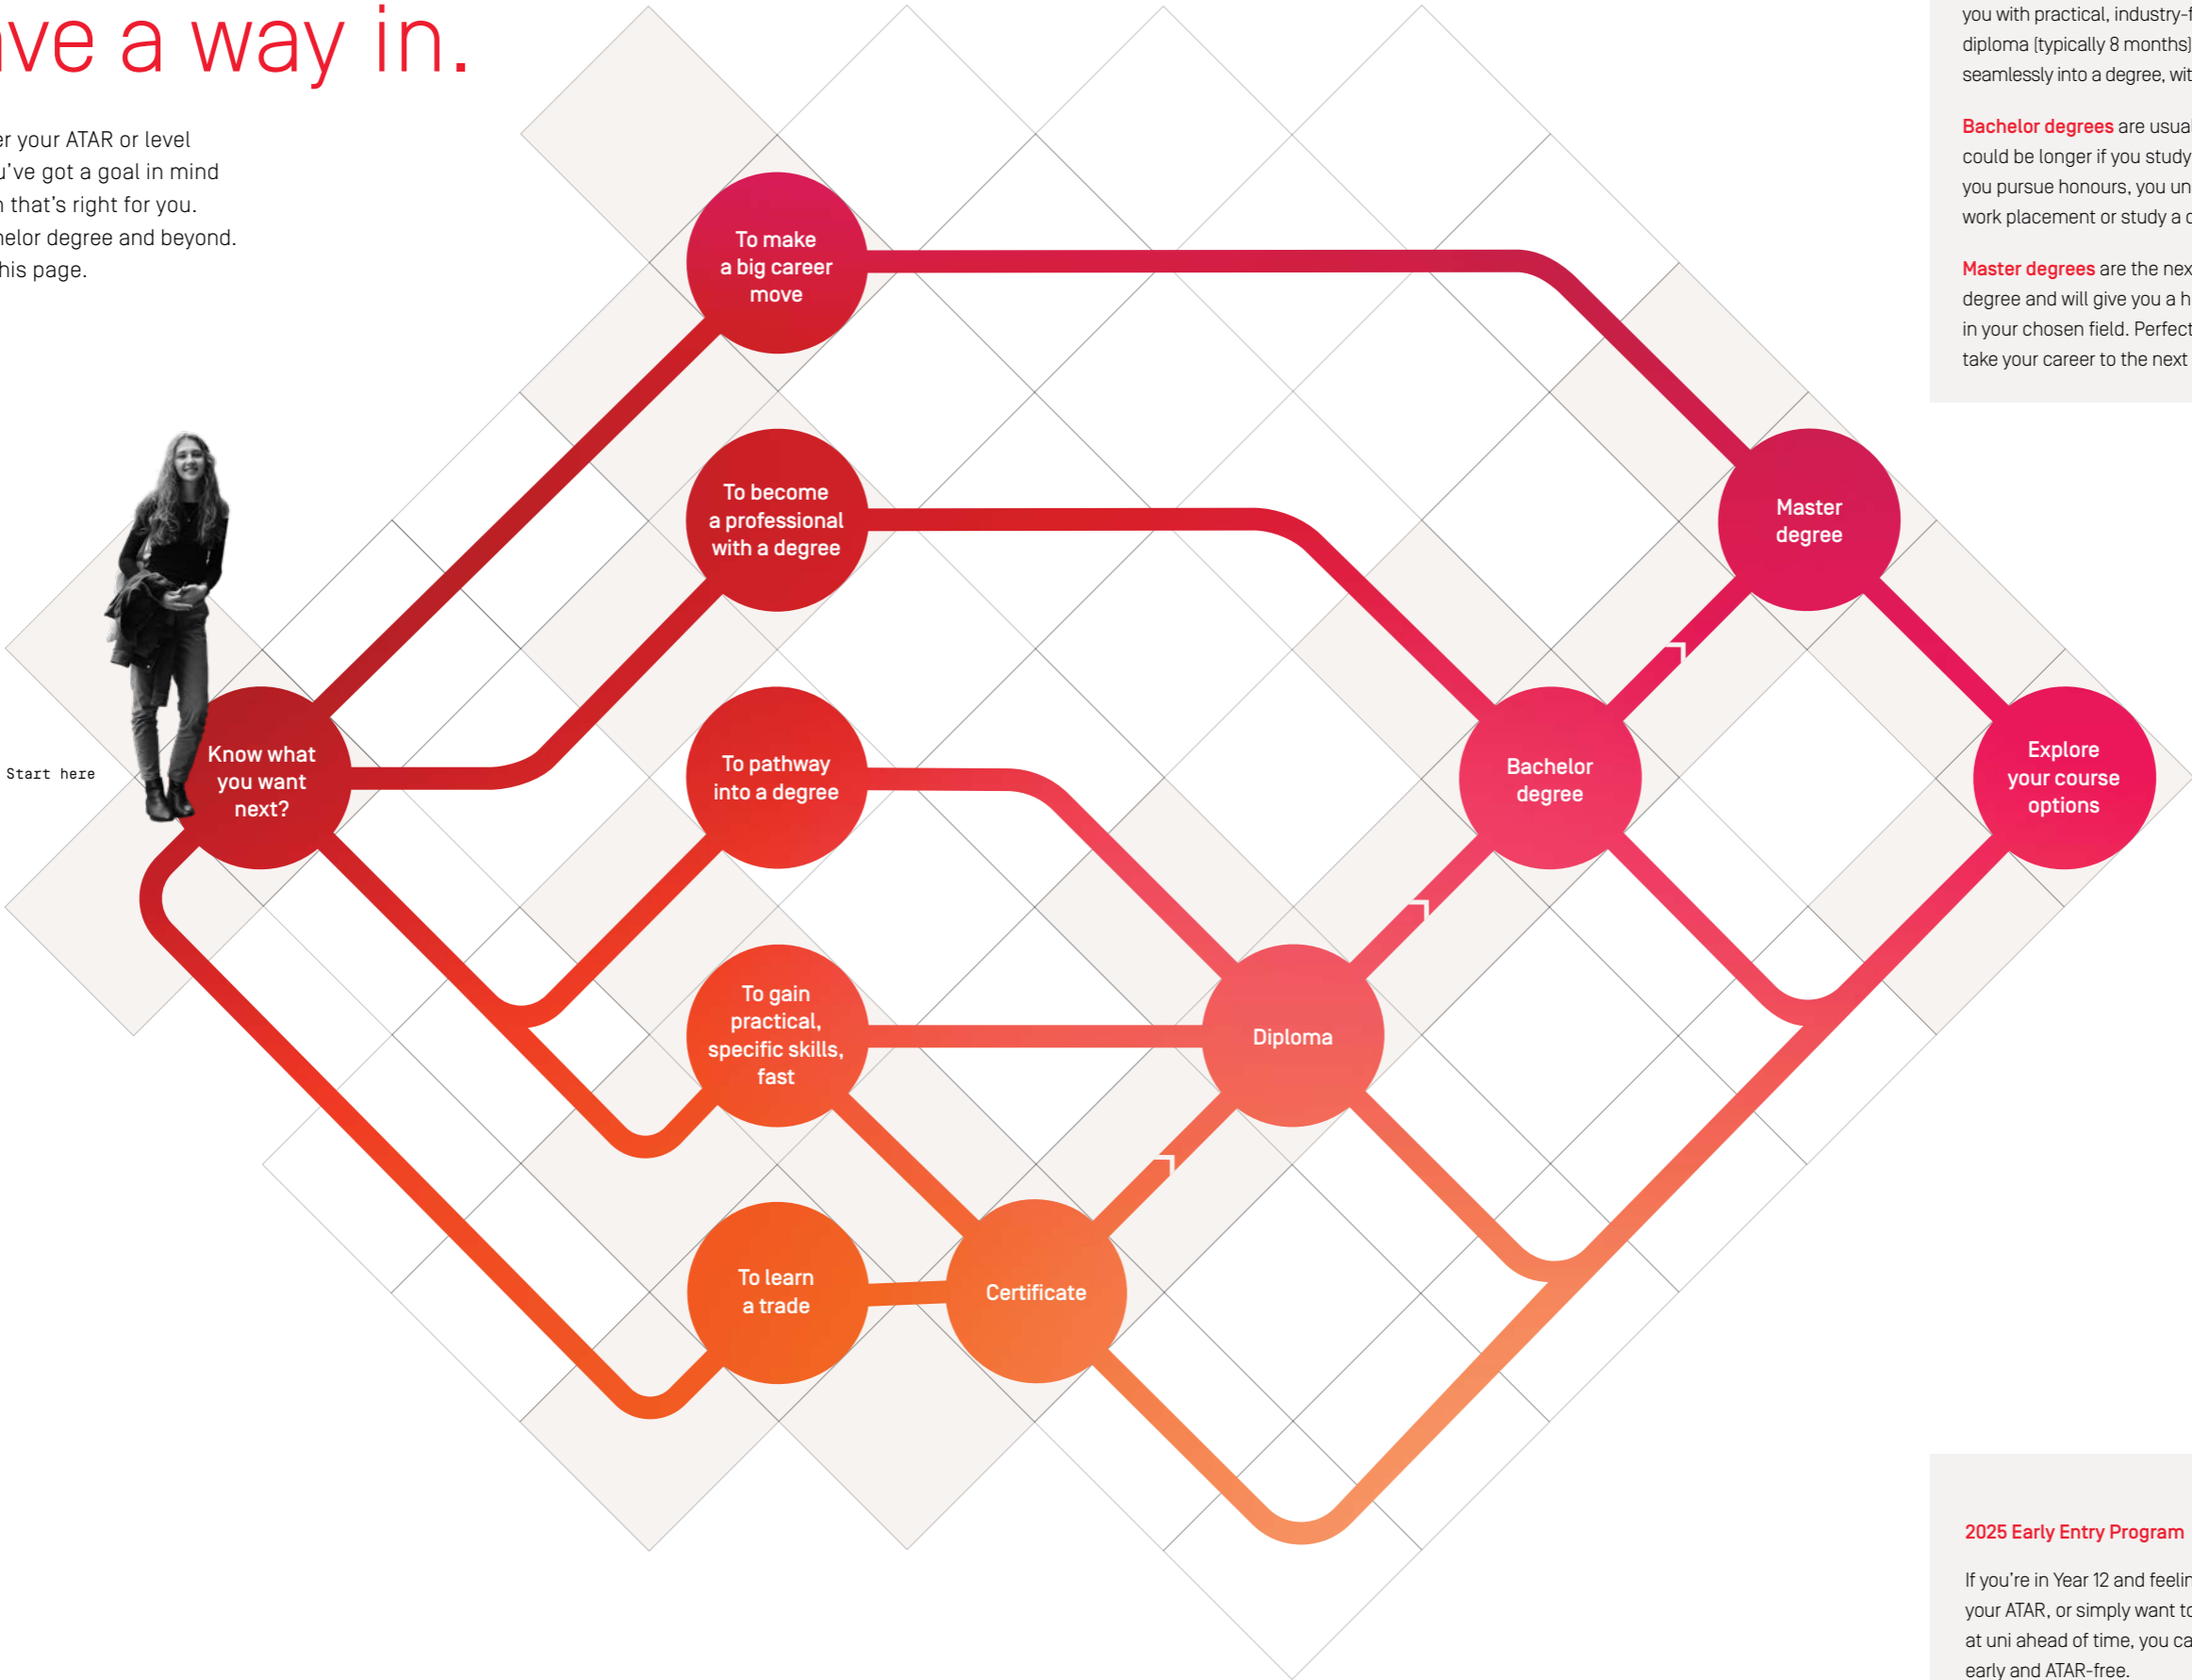 ve a way in.
er your ATAR or level
u've got a goal in mind
that's right for you.
helor degree and beyond.
his page.
Start here
Know what
you want
next?
To make
a big career
move
To become
a professional
with a degree
To pathway
into a degree
To gain
practical,
specific skills,
fast
To learn
a trade
Certificate
Diploma
Bachelor
degree
Master
degree
Explore
your course
options
you with practical, industry-f
diploma (typically 8 months)
seamlessly into a degree, wit
Bachelor degrees are usua
could be longer if you study
you pursue honours, you un
work placement or study a
Master degrees are the nex
degree and will give you a h
in your chosen field. Perfect
take your career to the next
2025 Early Entry Program
If you're in Year 12 and feelin
your ATAR, or simply want to
at uni ahead of time, you ca
early and ATAR-free.